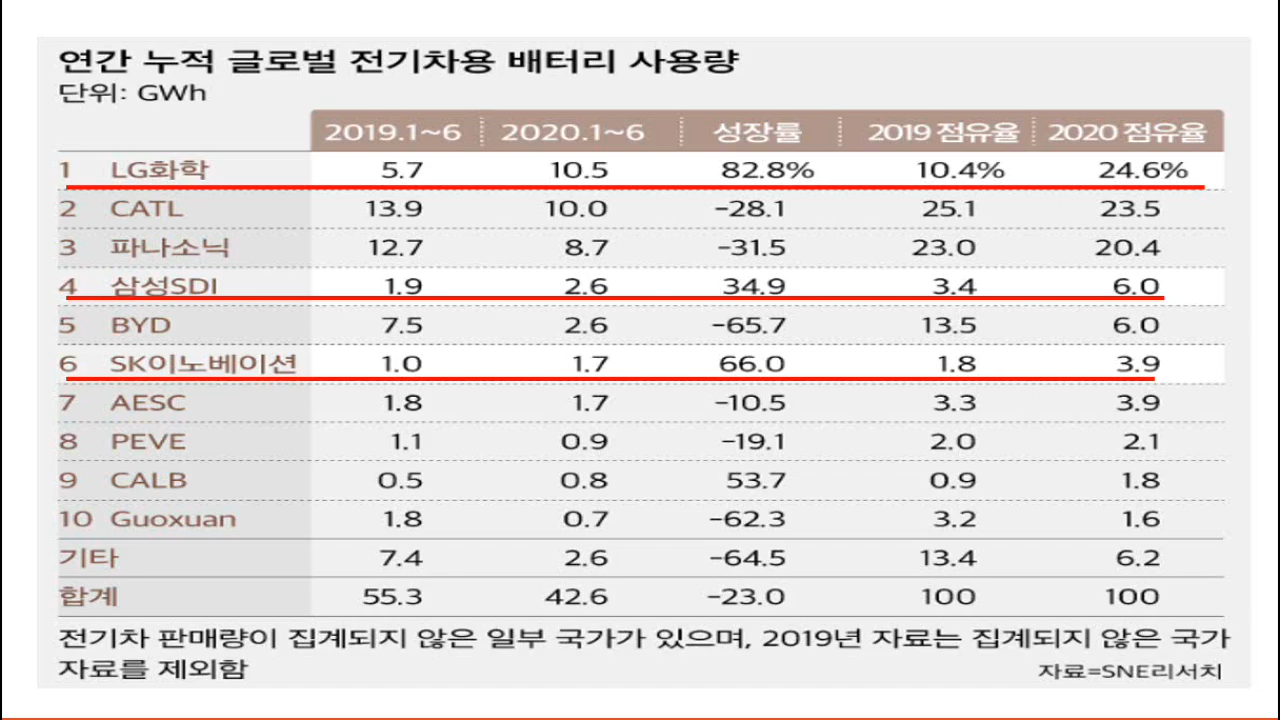 연간 누적 글로벌 전기차용 배터리 사용량
단위: GWh
2019.1~6 2020.1~6 성장률 2019 점유율 2020 점유율
1 LG화학 5.7 10.5 82.8% 10.4% 24.6%
2 CATL 13.9 10.0 -28.1 25.1 23.5
3 파나소닉 12.7 8.7 -31.5 23.0 20.4
4 삼성SDI 1.9 2.6 34.9 3.4 6.0
5 BYD 7.5 2.6 -65.7 13.5 6.0
6 SK이노베이션 1.0 1.7 66.0 1.8 3.9
7 AESC 1.8 1.7 -10.5 3.3 3.9
8 PEVE 1.1 0.9 -19.1 2.0 2.1
9 CALB 0.5 0.8 53.7 0.9 1.8
10 Guoxuan 1.8 0.7 -62.3 3.2 1.6
기타 7.4 2.6 -64.5 13.4 6.2
합계 55.3 42.6 -23.0 100 100
전기차 판매량이 집계되지 않은 일부 국가가 있으며, 2019년 자료는 집계되지 않은 국가
자료를 제외함 자료=SNE리서치